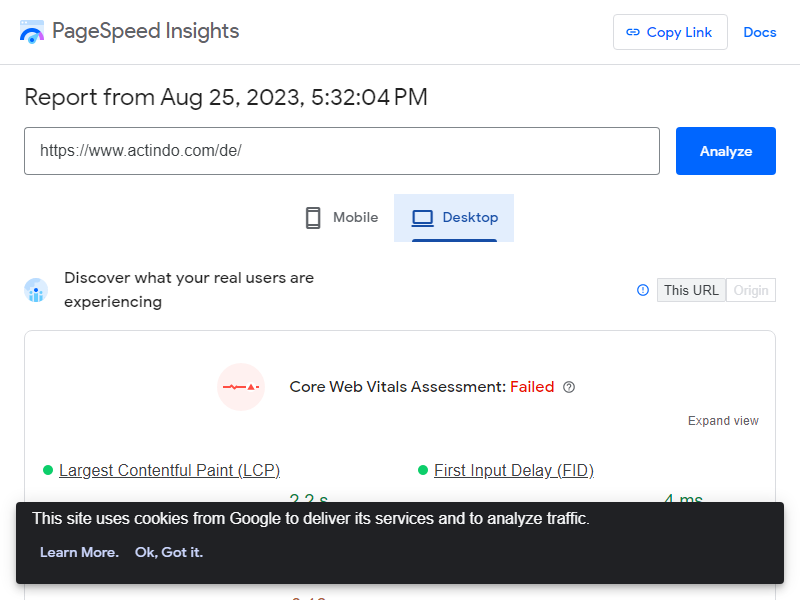 PageSpeed Insights
Copy Link
Docs
Report from Aug 25, 2023, 5:32:04 PM
https://www.actindo.com/de/
Analyze
Mobile
Desktop
Discover what your real users are
experiencing
This URL
Origin
Core Web Vitals Assessment: Failed
Expand view
Largest Contentful Paint (LCP)
First Input Delay (FID)
2.2 s
4 ms
This site uses cookies from Google to deliver its services and to analyze traffic.
Learn More.
Ok, Got it.